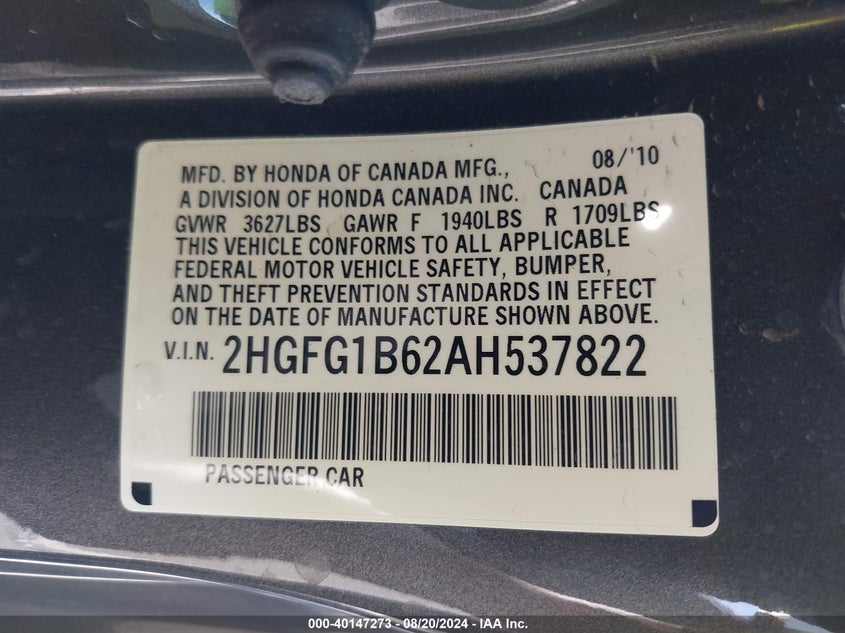 MFD. BY HONDA OF CANADA MFG., 08/'10
A DIVISION OF HONDA CANADA INC. CANADA
GVWR 3627LBS GAWR F 1940LBS R 1709LBS
THIS VEHICLE CONFORMS TO ALL APPLICABLE
FEDERAL MOTOR VEHICLE SAFETY, BUMPER,
AND THEFT PREVENTION STANDARDS IN EFFECT
ON THE DATE OF MANUFACTURE SHOWN ABOVE.
V.I.N. 2HGFG1B62AH537822
PASSENGER CAR
000-40147273 - 08/20/2024 - IAA Inc.